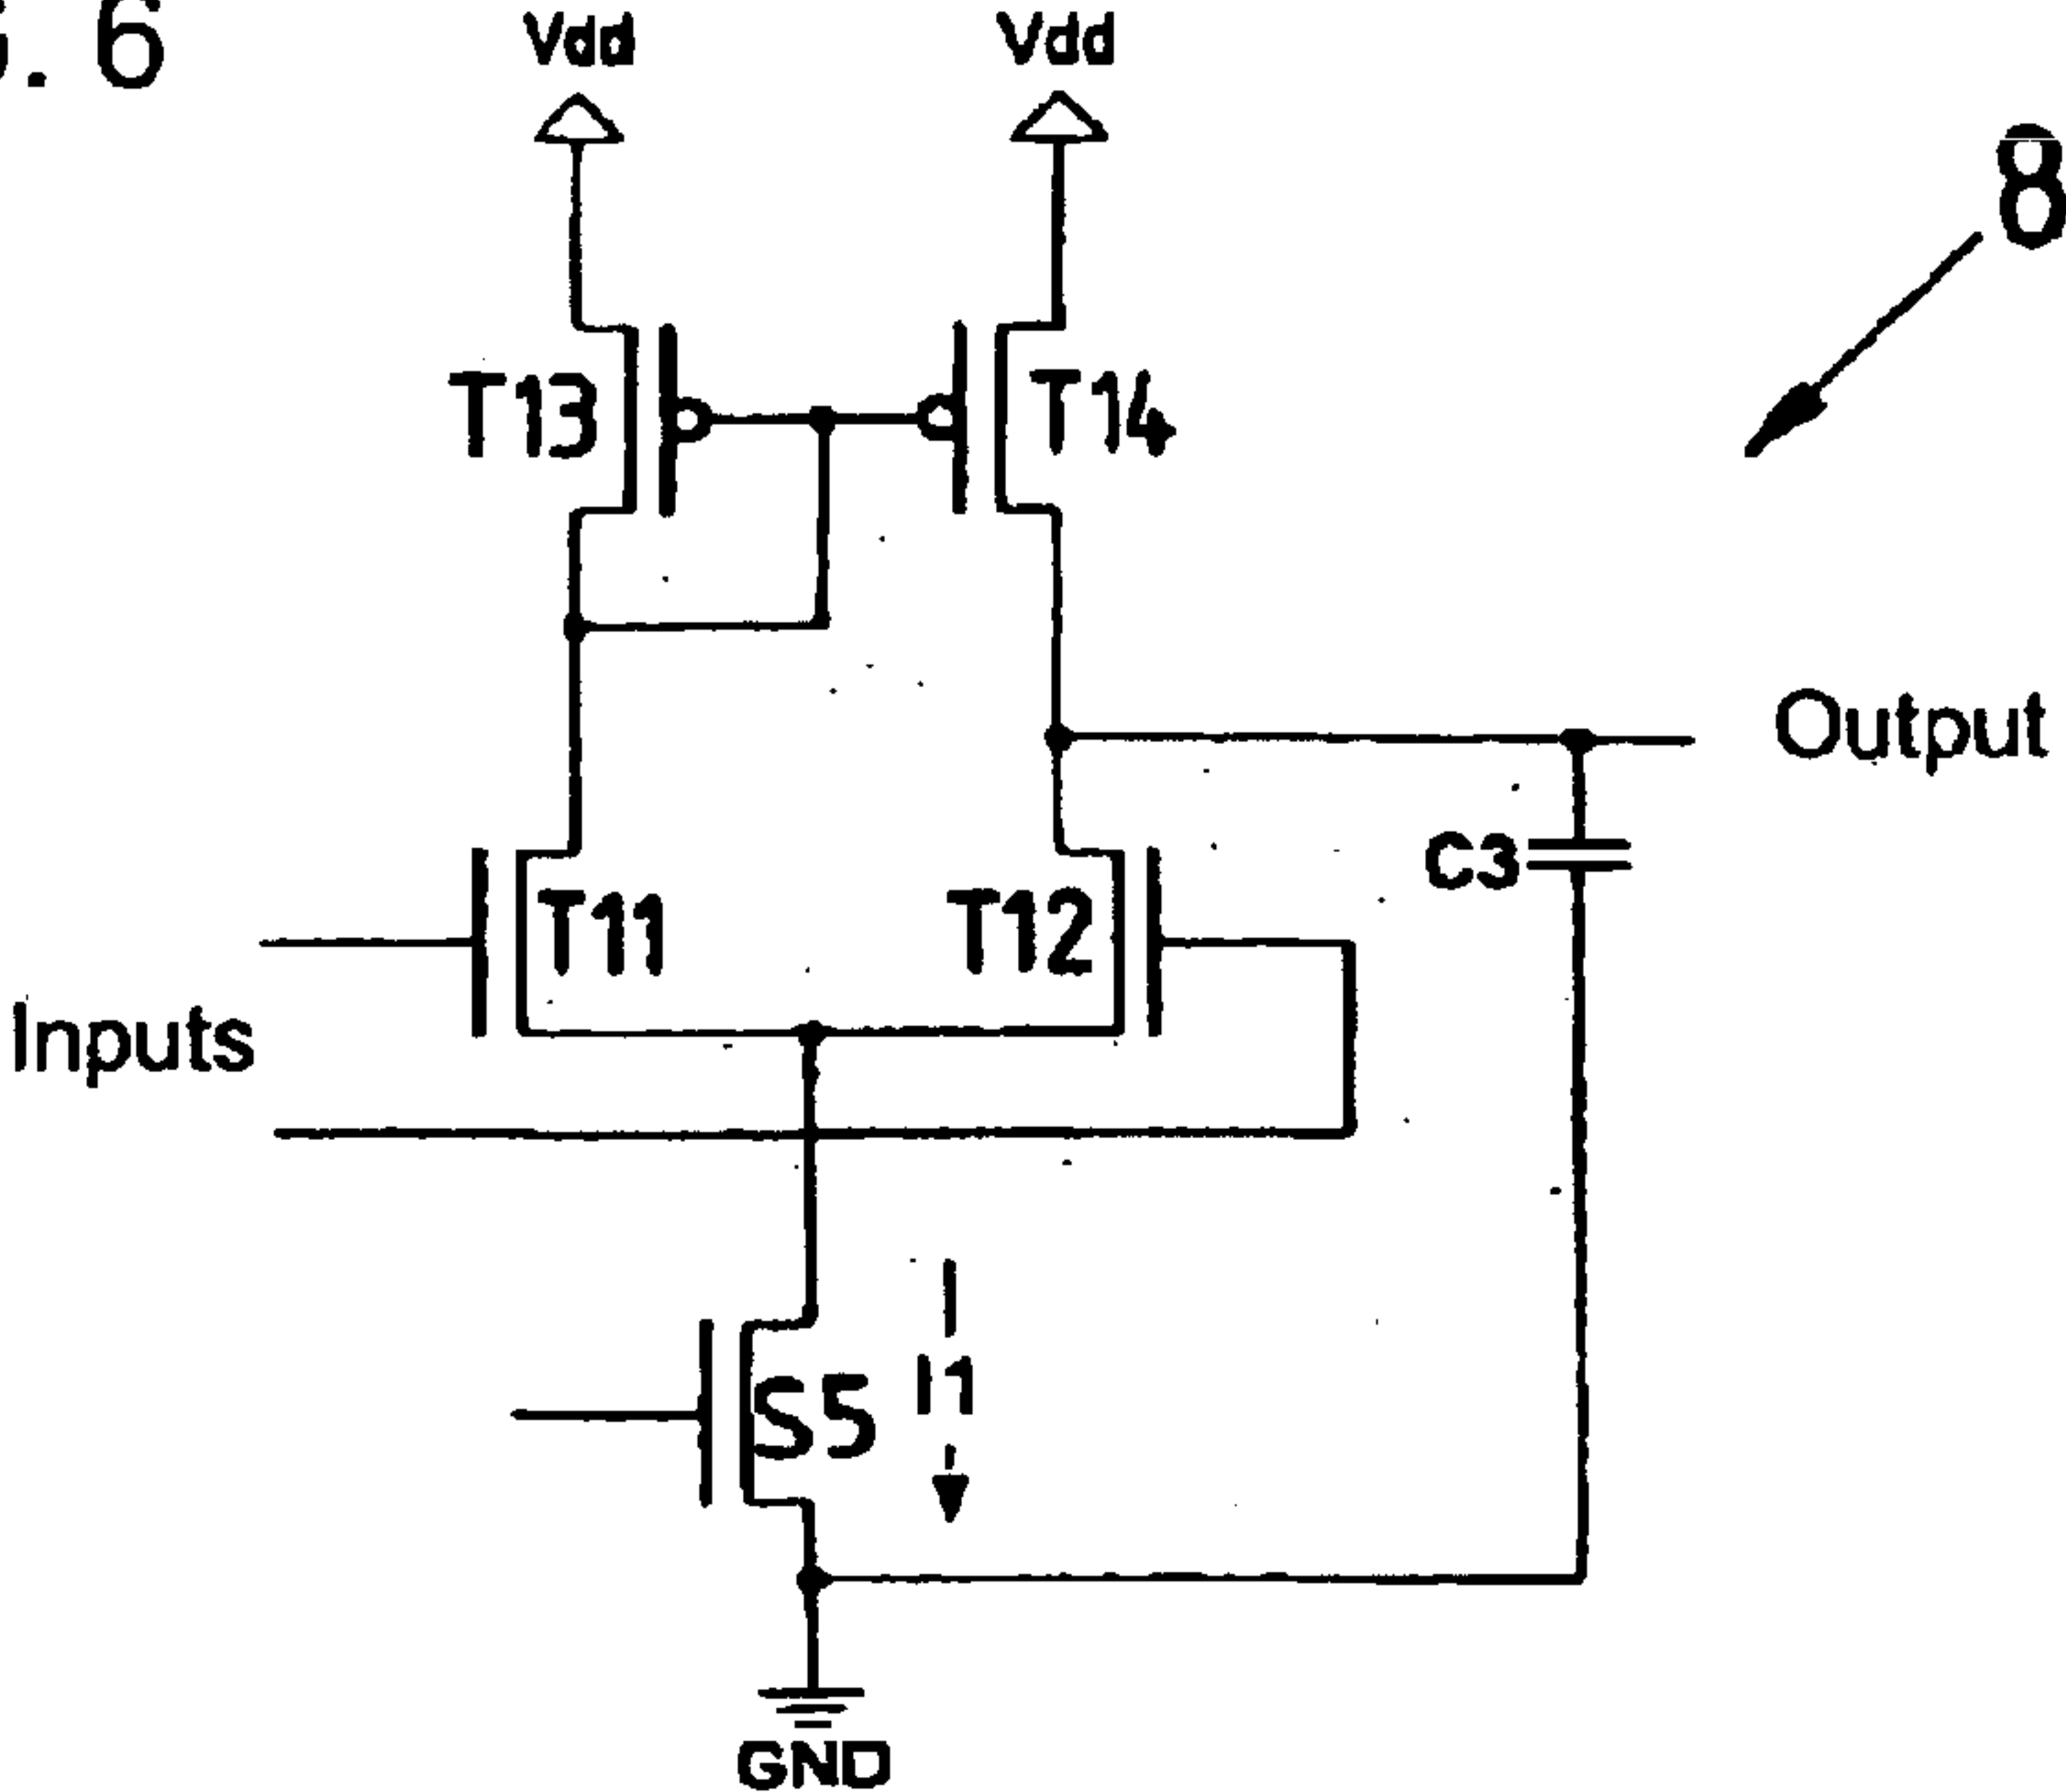 . 6
Vdd
Vdd
8
T13
T14
Output
C3
T11
T12
Inputs
S5
I1
GND